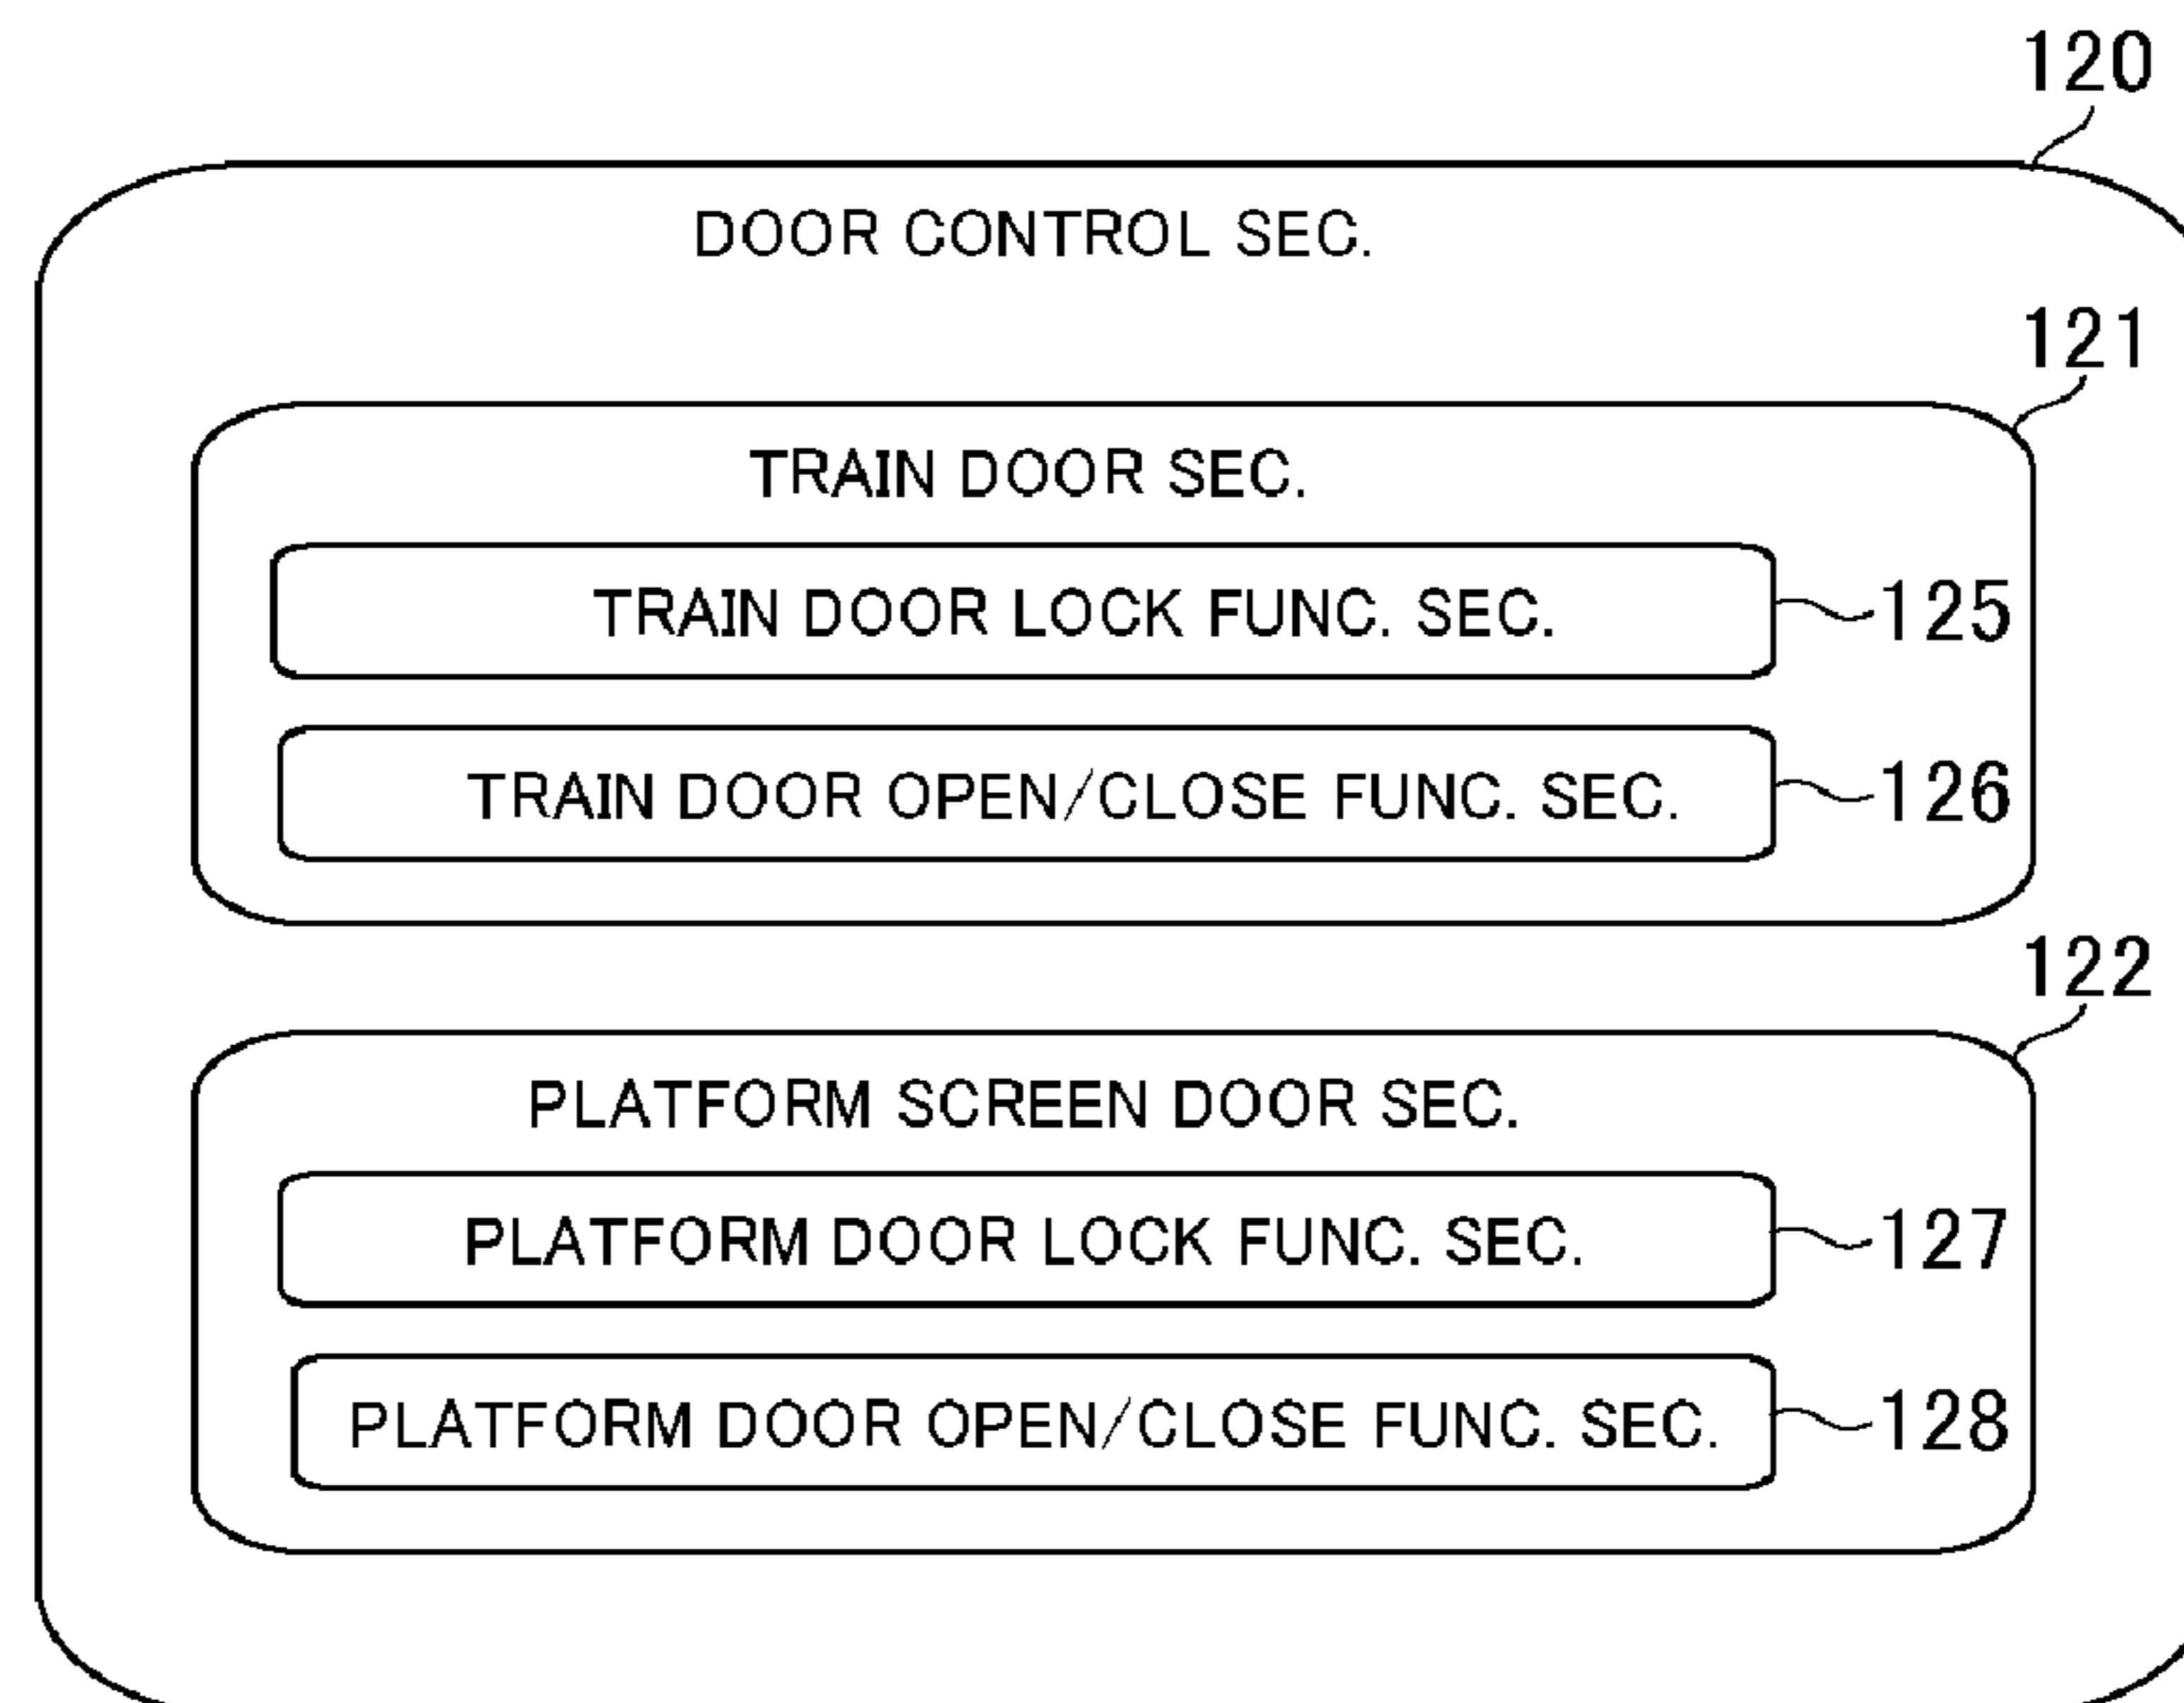 120
DOOR CONTROL SEC.
121
TRAIN DOOR SEC.
TRAIN DOOR LOCK FUNC. SEC.
125
TRAIN DOOR OPEN/CLOSE FUNC. SEC.
126
122
PLATFORM SCREEN DOOR SEC.
PLATFORM DOOR LOCK FUNC. SEC.
127
PLATFORM DOOR OPEN/CLOSE FUNC. SEC.
128